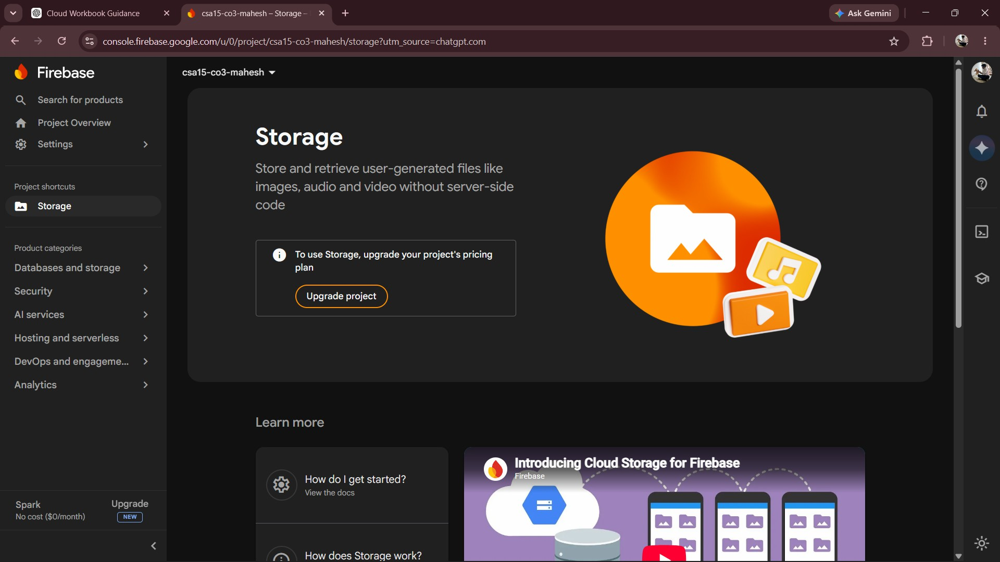 Cloud Workbook Guidance
csa15-co3-mahesh – Storage –
Ask Gemini
console.firebase.google.com/u/0/project/csa15-co3-mahesh/storage?utm_source=chatgpt.com
Firebase
Search for products
Project Overview
Settings
Project shortcuts
Storage
Product categories
Databases and storage
Security
AI services
Hosting and serverless
DevOps and engageme...
Analytics
Spark
No cost ($0/month)
Upgrade
NEW
csa15-co3-mahesh
Storage
Store and retrieve user-generated files like
images, audio and video without server-side
code
To use Storage, upgrade your project's pricing
plan
Upgrade project
Learn more
How do I get started?
View the docs
How does Storage work?
Introducing Cloud Storage for Firebase
Firebase